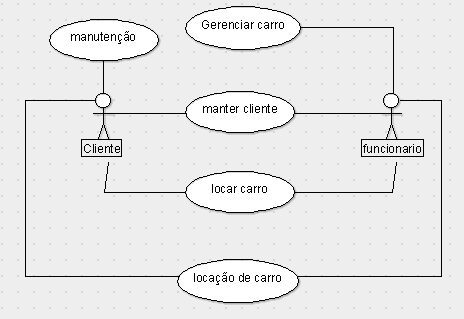 Gerenciar carro
manutenção
manter cliente
Cliente
funcionario
locar carro
locação de carro